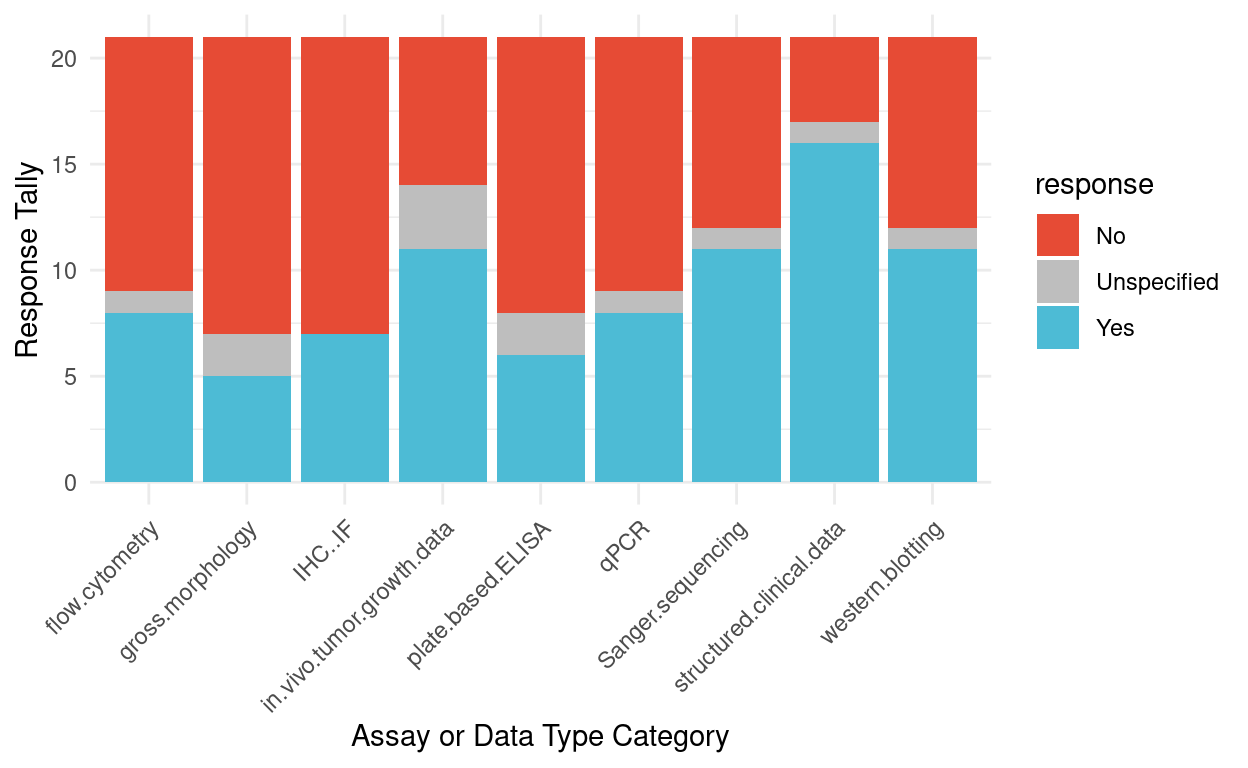 Response Tally
20
15
10
5
0
flow.cytometry
gross.morphology
IHC..IF
in.vivo.tumor.growth.data
plate.based.ELISA
qPCR
Sanger.sequencing
structured.clinical.data
western.blotting
Assay or Data Type Category
response
No
Unspecified
Yes